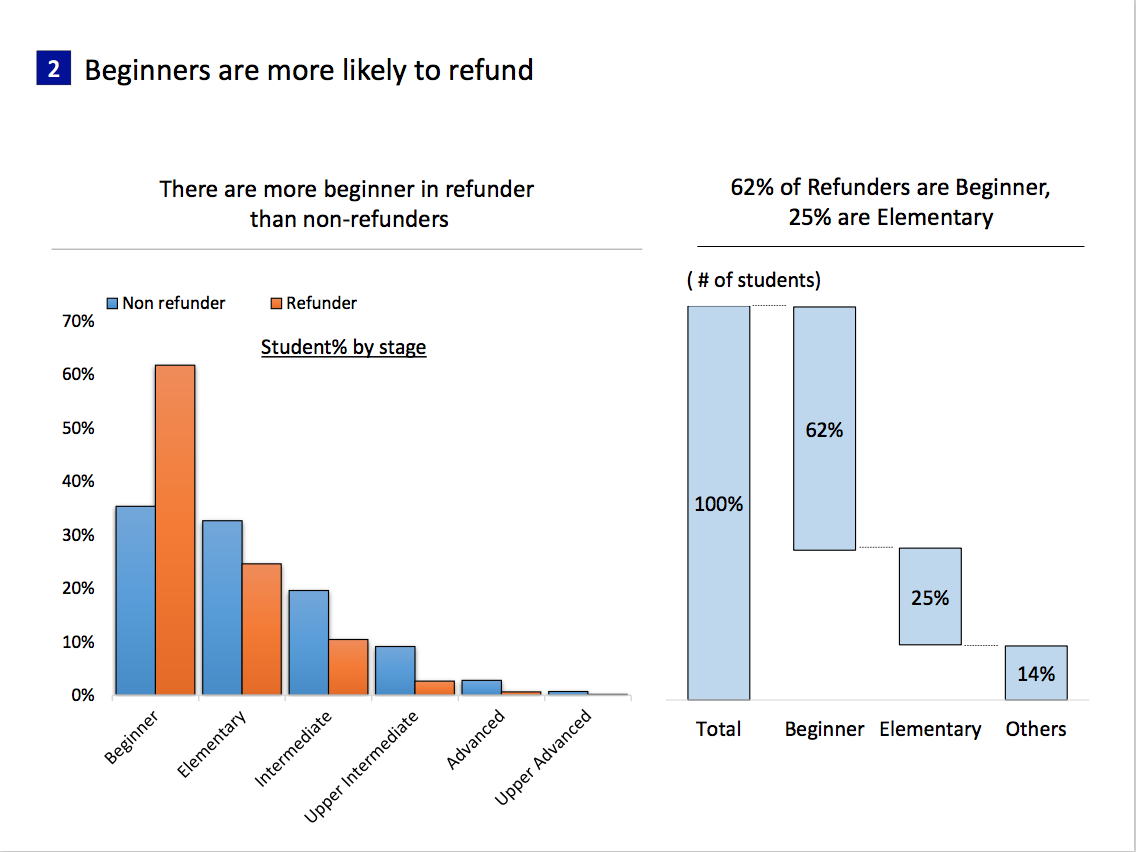 2 Beginners are more likely to refund
There are more beginner in refunder
than non-refunders
Non refunder Refunder
Student% by stage
70%
60%
50%
40%
30%
20%
10%
0%
Beginner
Elementary
Intermediate
Upper Intermediate
Advanced
Upper Advanced
62% of Refunders are Beginner,
25% are Elementary
( # of students)
100%
62%
25%
14%
Total Beginner Elementary Others